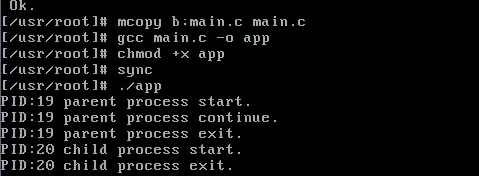 Ok.
[/usr/root]# mcopy b:main.c main.c
[/usr/root]# gcc main.c -o app
[/usr/root]# chmod +x app
[/usr/root]# sync
[/usr/root]# ./app
PID:19 parent process start.
PID:19 parent process continue.
PID:19 parent process exit.
PID:20 child process start.
PID:20 child process exit.